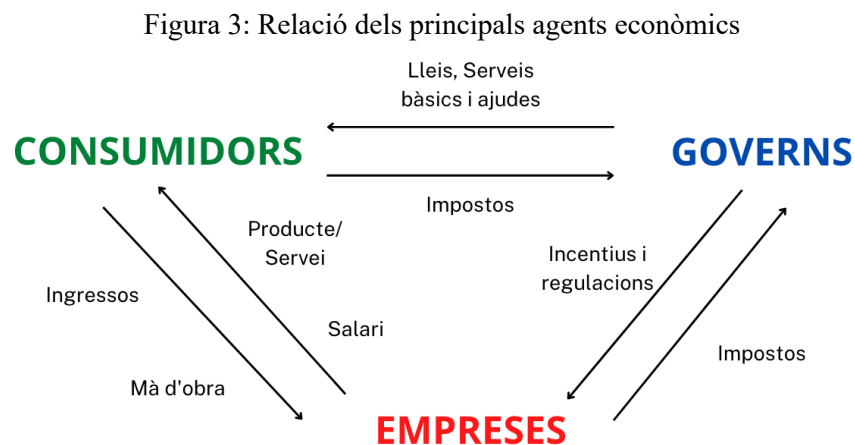 Figura 3: Relació dels principals agents econòmics
Lleis, Serveis
bàsics i ajudes
CONSUMIDORS
GOVERNS
Impostos
Producte/
Servei
Incentius i
regulacions
Ingressos
Salari
Impostos
Mà d'obra
EMPRESES